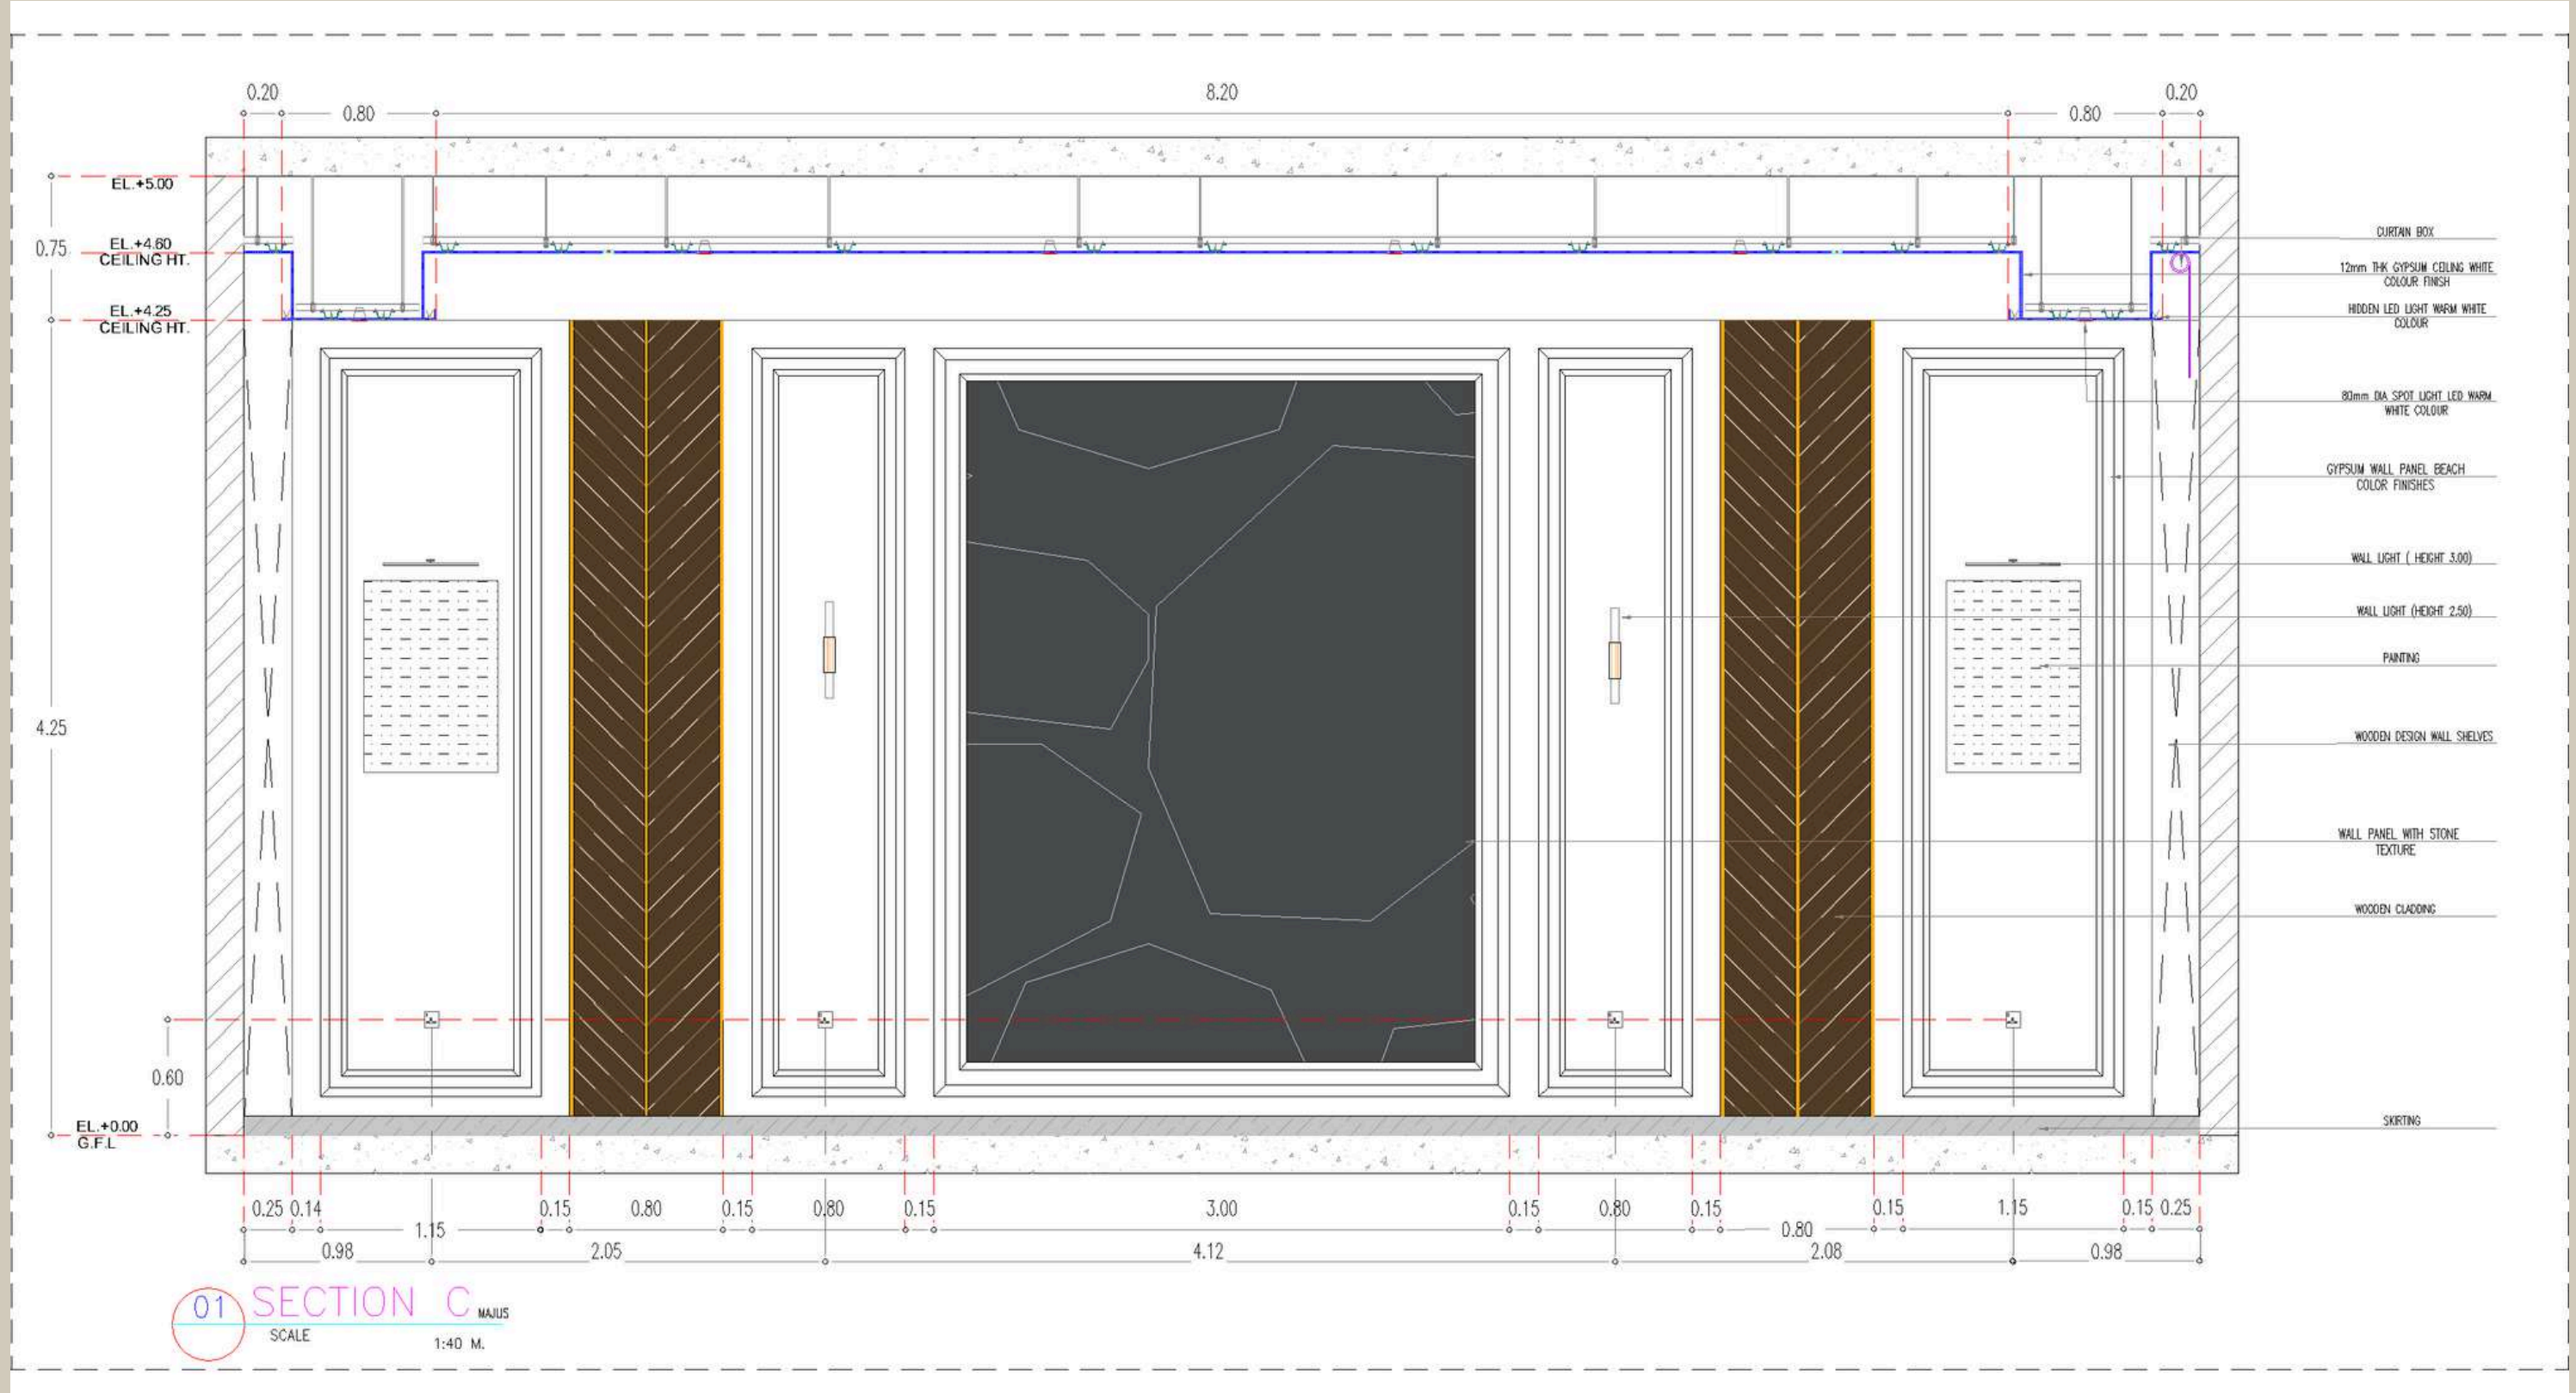 0.20
0.80
8.20
0.80
0.20
EL.+5.00
0.75
EL.+4.60
CEILING HT.
EL.+4.25
CEILING HT.
4.25
0.60
EL.+0.00
G.F.L
CURTAIN BOX
12mm THK GYPSUM CEILING WHITE
COLOUR FINISH
HIDDEN LED LIGHT WARM WHITE
COLOUR
80mm DIA SPOT LIGHT LED WARM
WHITE COLOUR
GYPSUM WALL PANEL BEACH
COLOR FINISHES
WALL LIGHT ( HEIGHT 3.00)
WALL LIGHT (HEIGHT 2.50)
PAINTING
WOODEN DESIGN WALL SHELVES
WALL PANEL WITH STONE
TEXTURE
WOODEN CLADDING
SKIRTING
0.25 0.14 1.15 0.15 0.80 0.15 0.80 0.15 3.00 0.15 0.80 0.15 0.80 0.15 1.15 0.15 0.25
0.98 2.05 4.12 2.08 0.98
01 SECTION C MAJLIS
SCALE 1:40 M.